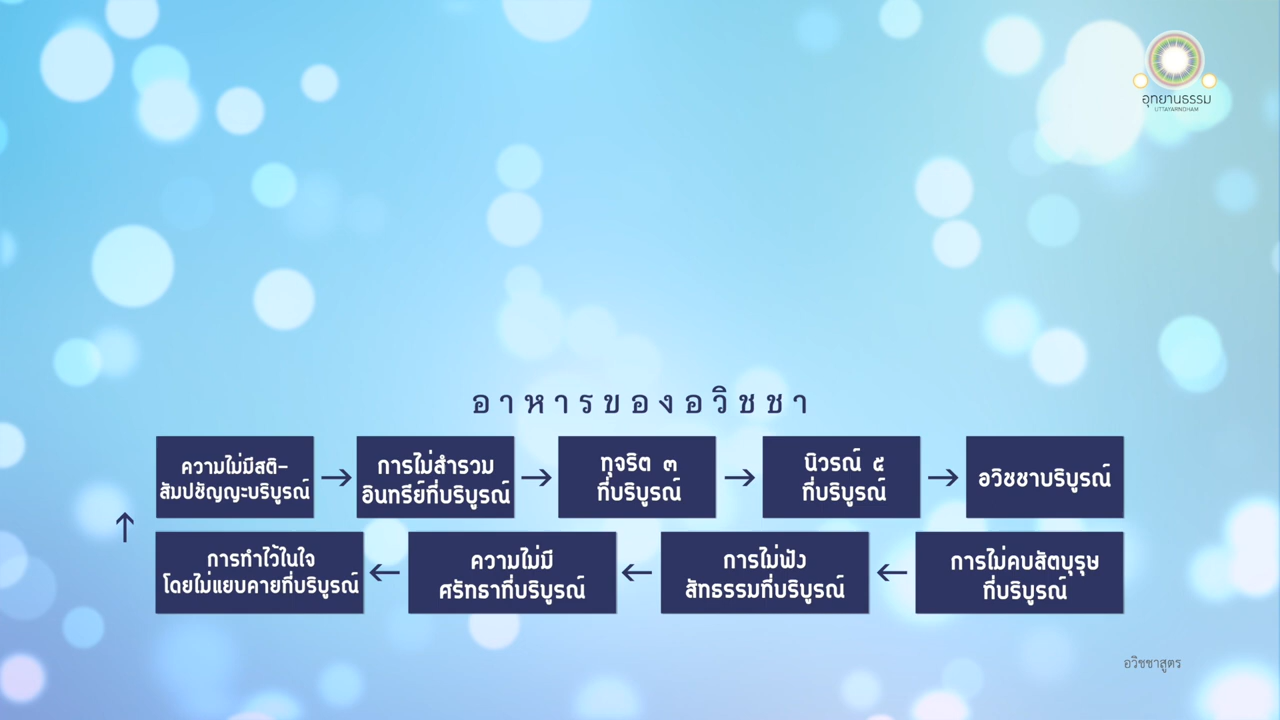 อุทยานธรรม
UTTAYARNDHAM
อาหารของอวิชชา
ความไม่มีสติ-
สัมปชัญญะบริบูรณ์
การไม่สำรวม
อินทรีย์ที่บริบูรณ์
ทุจริต ๓
ที่บริบูรณ์
นิวรณ์ ๕
ที่บริบูรณ์
อวิชชาบริบูรณ์
การทำไว้ในใจ
โดยไม่แยบคายที่บริบูรณ์
ความไม่มี
ศรัทธาที่บริบูรณ์
การไม่ฟัง
สัทธรรมที่บริบูรณ์
การไม่คบสัตบุรุษ
ที่บริบูรณ์
อวิชชาสูตร